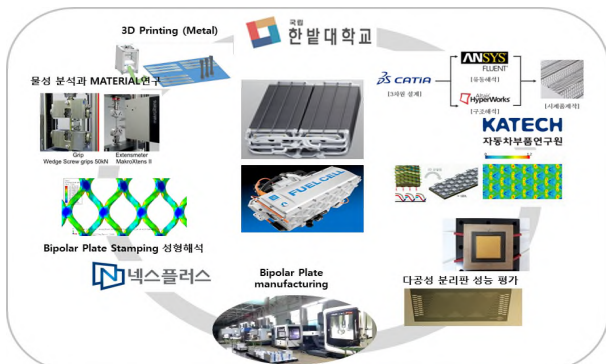 3D Printing (Metal)
국립
한밭대학교
물성 분석과 MATERIAL연구
Grip
Wedge Screw grips 50kN
Extensmeter
MakroXtens II
3DS CATIA
[3차원 설계]
ANSYS
FLUENT
[유동해석]
Altair
HyperWorks
[구조해석]
[시제품제작]
KATECH
자동차부품연구원
FUEL CELL
Bipolar Plate Stamping 성형해석
넥스플러스
Bipolar Plate
manufacturing
다공성 분리판 성능 평가